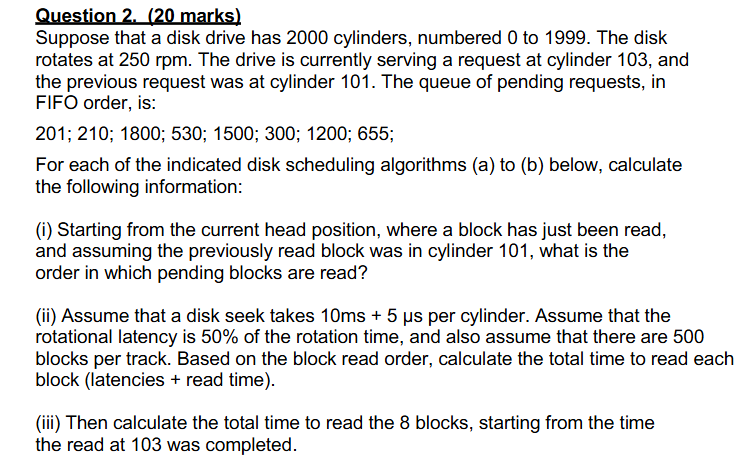 Question 2. (20 marks)
Suppose that a disk drive has 2000 cylinders, numbered 0 to 1999. The disk
rotates at 250 rpm. The drive is currently serving a request at cylinder 103, and
the previous request was at cylinder 101. The queue of pending requests, in
FIFO order, is:
201; 210; 1800; 530; 1500; 300; 1200; 655;
For each of the indicated disk scheduling algorithms (a) to (b) below, calculate
the following information:
(i) Starting from the current head position, where a block has just been read,
and assuming the previously read block was in cylinder 101, what is the
order in which pending blocks are read?
(ii) Assume that a disk seek takes 10ms + 5 µs per cylinder. Assume that the
rotational latency is 50% of the rotation time, and also assume that there are 500
blocks per track. Based on the block read order, calculate the total time to read each
block (latencies + read time).
(iii) Then calculate the total time to read the 8 blocks, starting from the time
the read at 103 was completed.